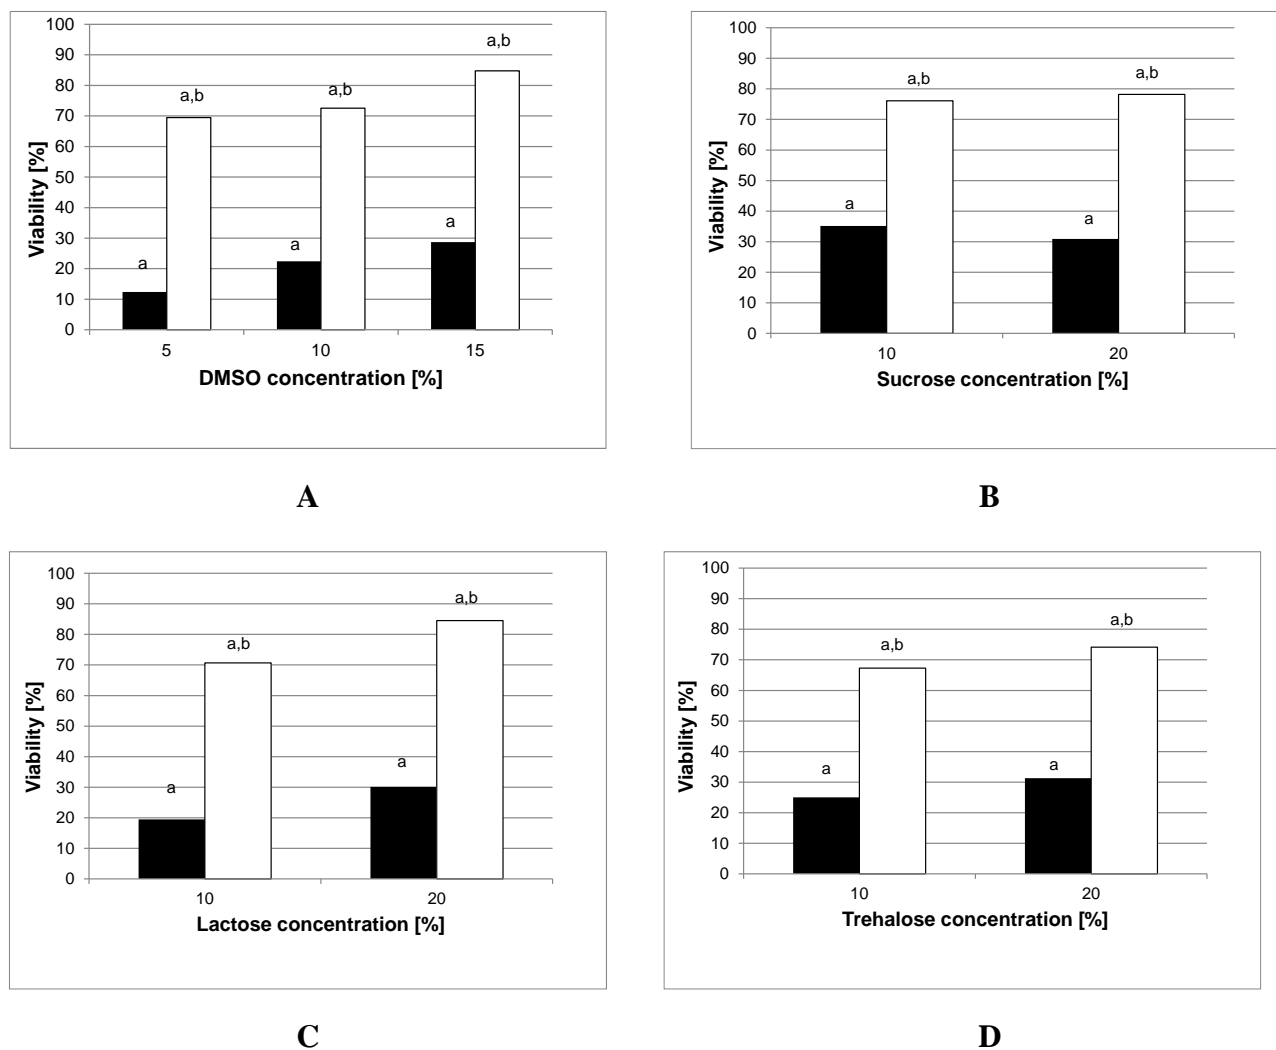 100
90
80
70
60
50
40
30
20
10
0
Viability [%]
a
a,b
a
a,b
a
a,b
5 10 15
DMSO concentration [%]
A
100
90
80
70
60
50
40
30
20
10
0
Viability [%]
a
a,b
a
a,b
10 20
Sucrose concentration [%]
B
100
90
80
70
60
50
40
30
20
10
0
Viability [%]
a
a,b
a
a,b
10 20
Lactose concentration [%]
C
100
90
80
70
60
50
40
30
20
10
0
Viability [%]
a
a,b
a
a,b
10 20
Trehalose concentration [%]
D